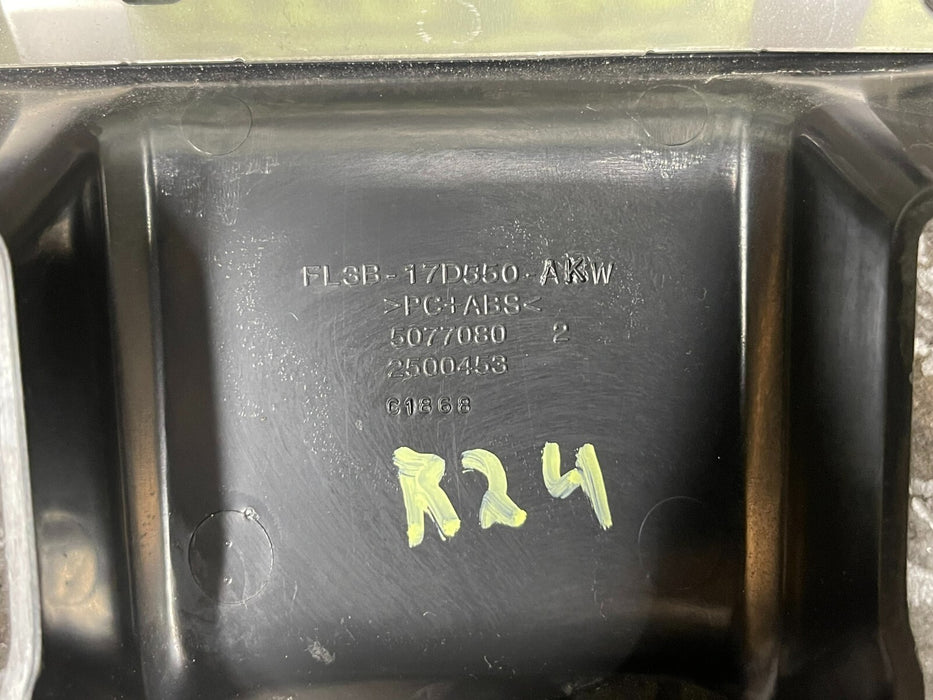 FL3B-17D550-AKW
>PC+ABS<
5077080 2
2500453
C1868
R24